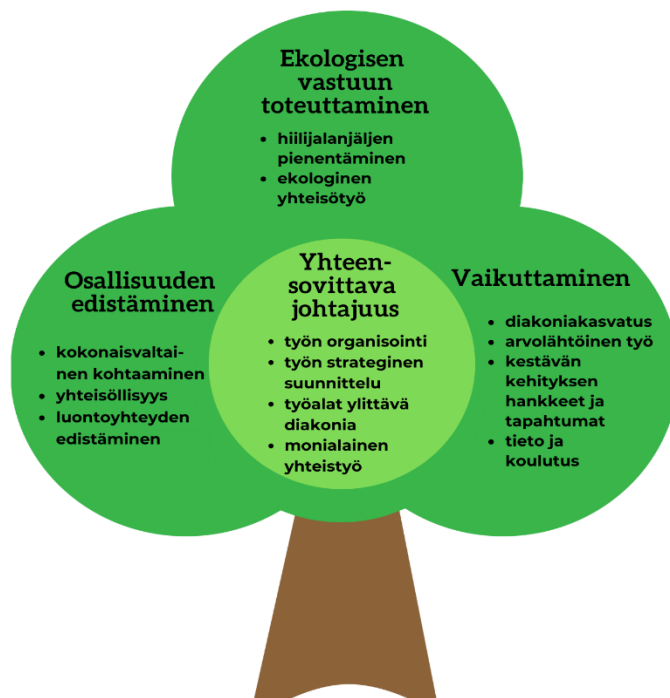 Ekologisen
vastuun
toteuttaminen
• hiilijalanjäljen
pienentäminen
• ekologinen
yhteisötyö
Osallisuuden
edistäminen
• kokonaisvaltai-
nen kohtaaminen
• yhteisöllisyys
• luontoyhteyden
edistäminen
Yhteen-
sovittava
johtajuus
• työn organisointi
• työn strateginen
suunnittelu
• työalat ylittävä
diakonia
• monialainen
yhteistyö
Vaikuttaminen
• diakoniakasvatus
• arvolähtöinen työ
• kestävän
kehityksen
hankkeet ja
tapahtumat
• tieto ja
koulutus